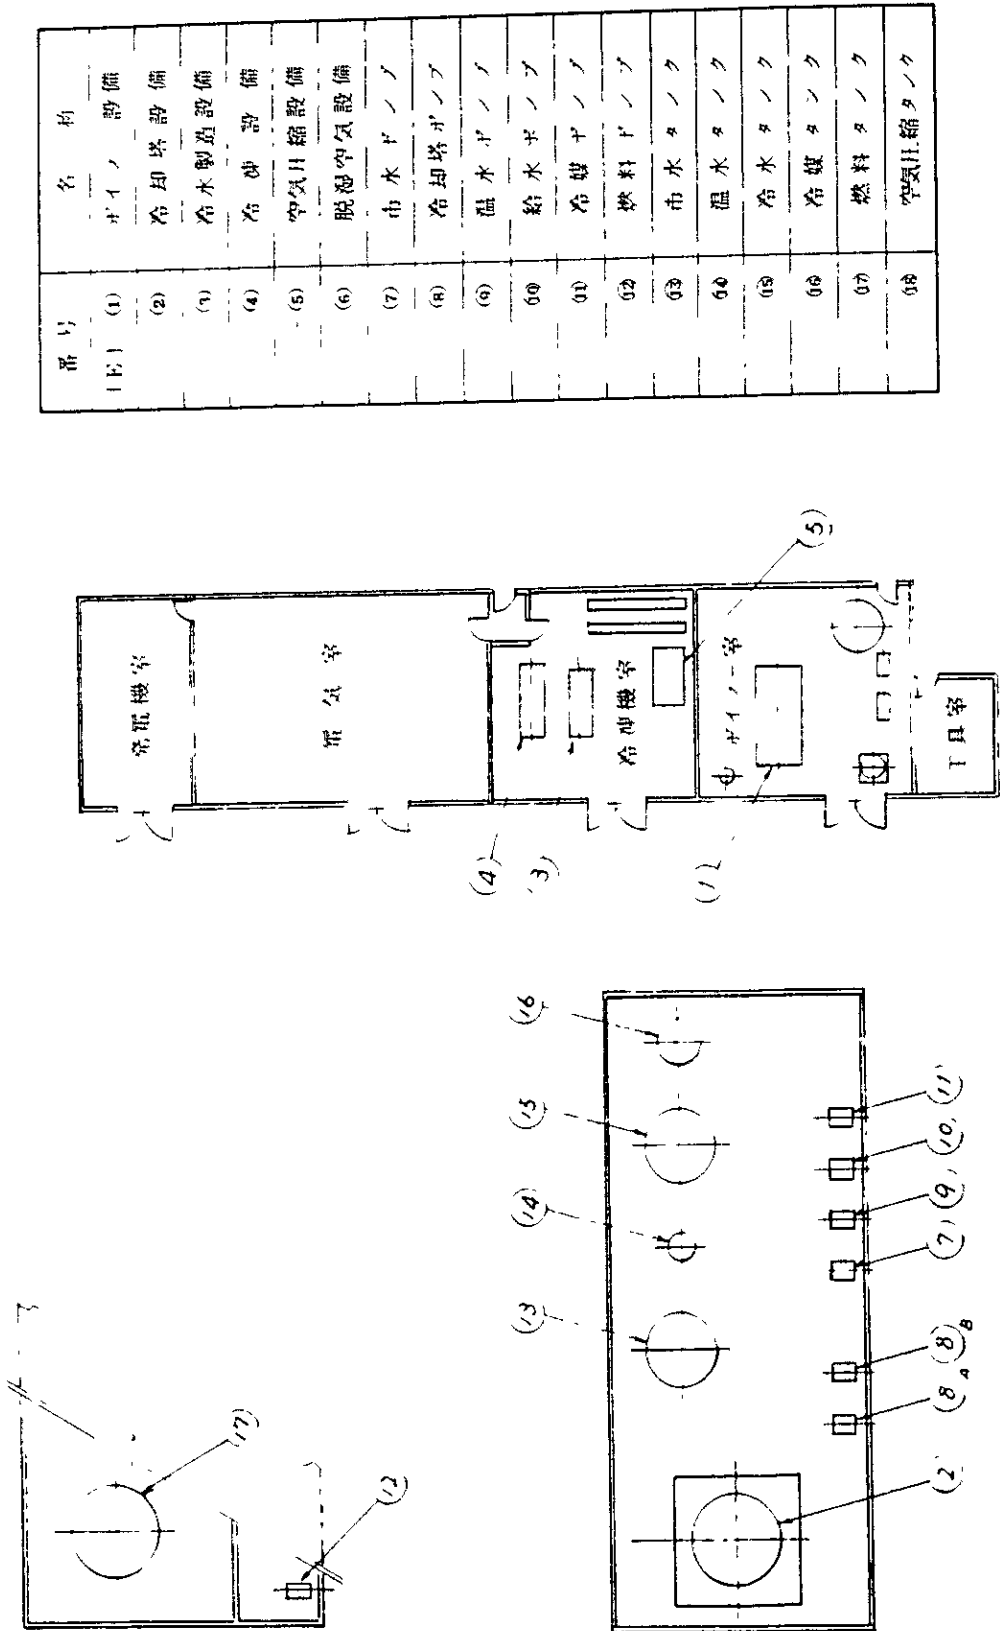 番号 名称
[E] (1) ボイラ設備
(2) 冷却塔設備
(3) 冷水製造設備
(4) 冷凍設備
(5) 空気圧縮設備
(6) 脱湿空気設備
(7) 市水ポンプ
(8) 冷却塔ポンプ
(9) 温水ポンプ
(10) 給水ポンプ
(11) 冷媒ポンプ
(12) 燃料ポンプ
(13) 市水タンク
(14) 温水タンク
(15) 冷水タンク
(16) 冷媒タンク
(17) 燃料タンク
(18) 空気圧縮タンク
発電機室
電気室
冷凍機室
ボイラー室
工具室
(4)
(3)
(1)
(5)
(17)
(12)
(13)
(14)
(15)
(16)
(2)
(8)A
(8)B
(7)
(9)
(10)
(11)